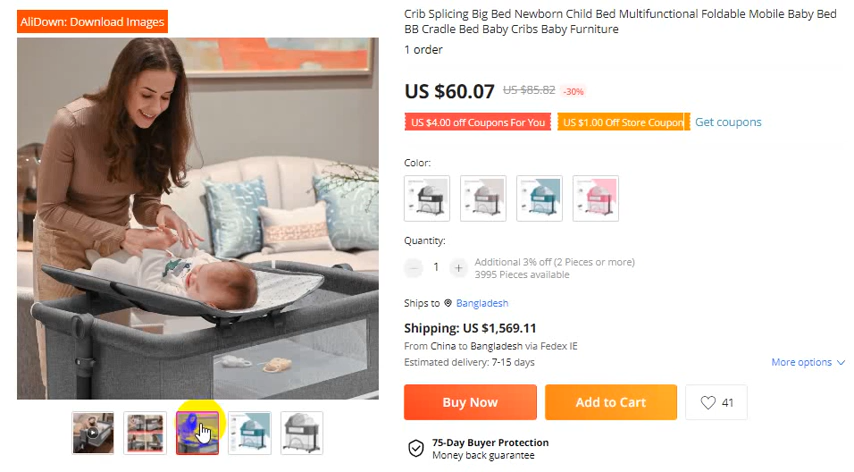 AliDown: Download Images
Crib Splicing Big Bed Newborn Child Bed Multifunctional Foldable Mobile Baby Bed
BB Cradle Bed Baby Cribs Baby Furniture
1 order
US $60.07 US $85.82 -30%
US $4.00 off Coupons For You US $1.00 Off Store Coupon Get coupons
Color:
Quantity:
− 1 + Additional 3% off (2 Pieces or more)
3995 Pieces available
Ships to Bangladesh
Shipping: US $1,569.11
From China to Bangladesh via Fedex IE
Estimated delivery: 7-15 days More options
Buy Now Add to Cart 41
75-Day Buyer Protection
Money back guarantee